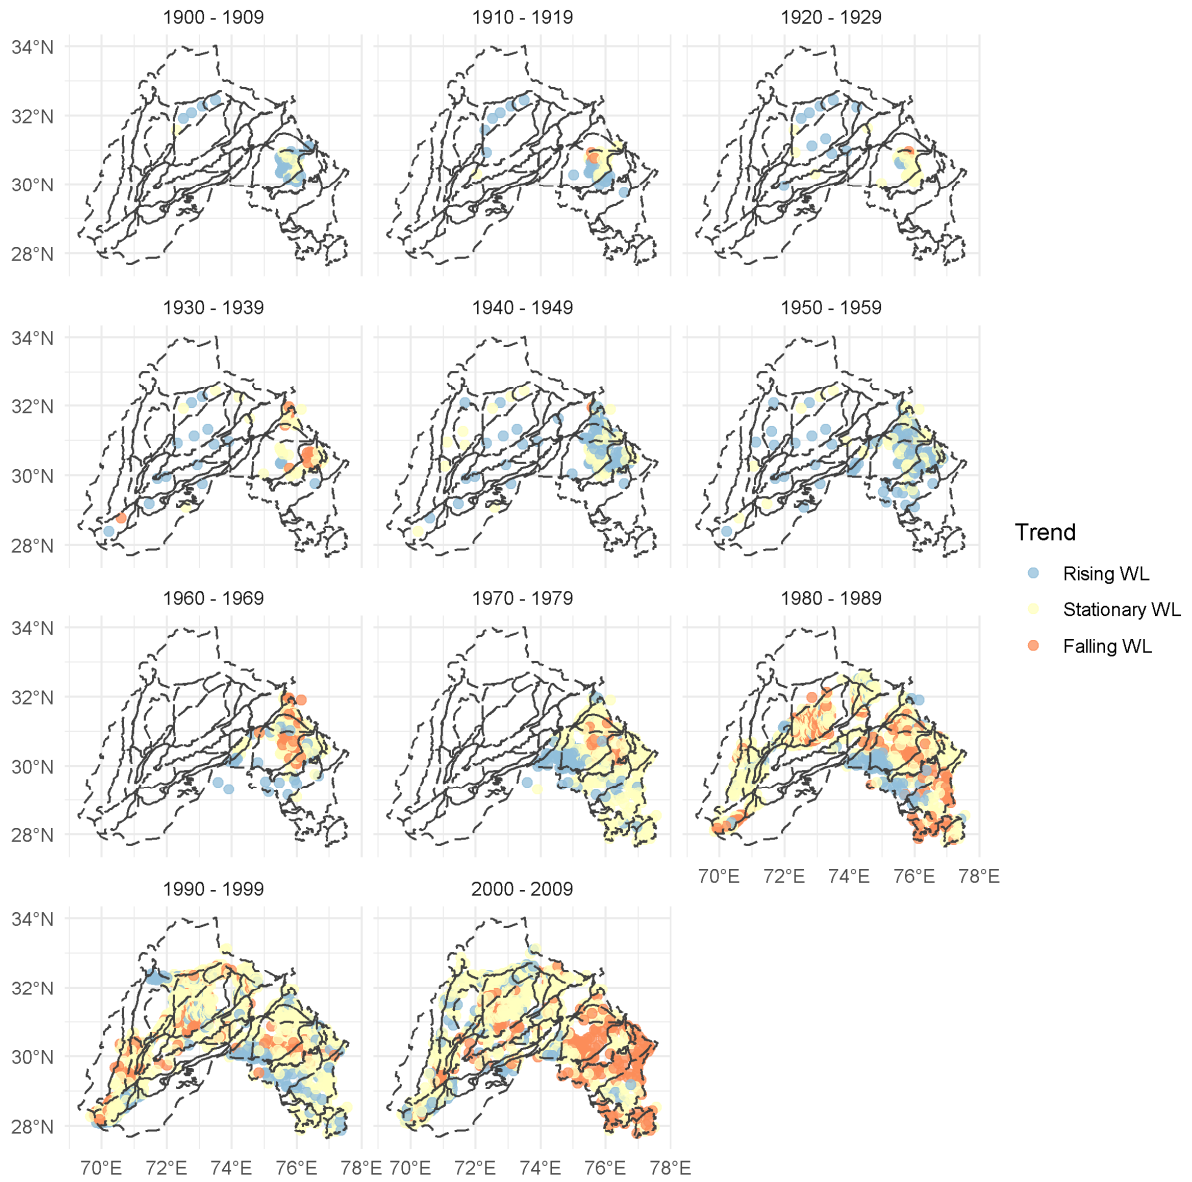 1900 - 1909
1910 - 1919
1920 - 1929
34°N
32°N
30°N
28°N
1930 - 1939
1940 - 1949
1950 - 1959
34°N
32°N
30°N
28°N
Trend
Rising WL
Stationary WL
Falling WL
1960 - 1969
1970 - 1979
1980 - 1989
34°N
32°N
30°N
28°N
70°E 72°E 74°E 76°E 78°E
1990 - 1999
2000 - 2009
34°N
32°N
30°N
28°N
70°E 72°E 74°E 76°E 78°E 70°E 72°E 74°E 76°E 78°E